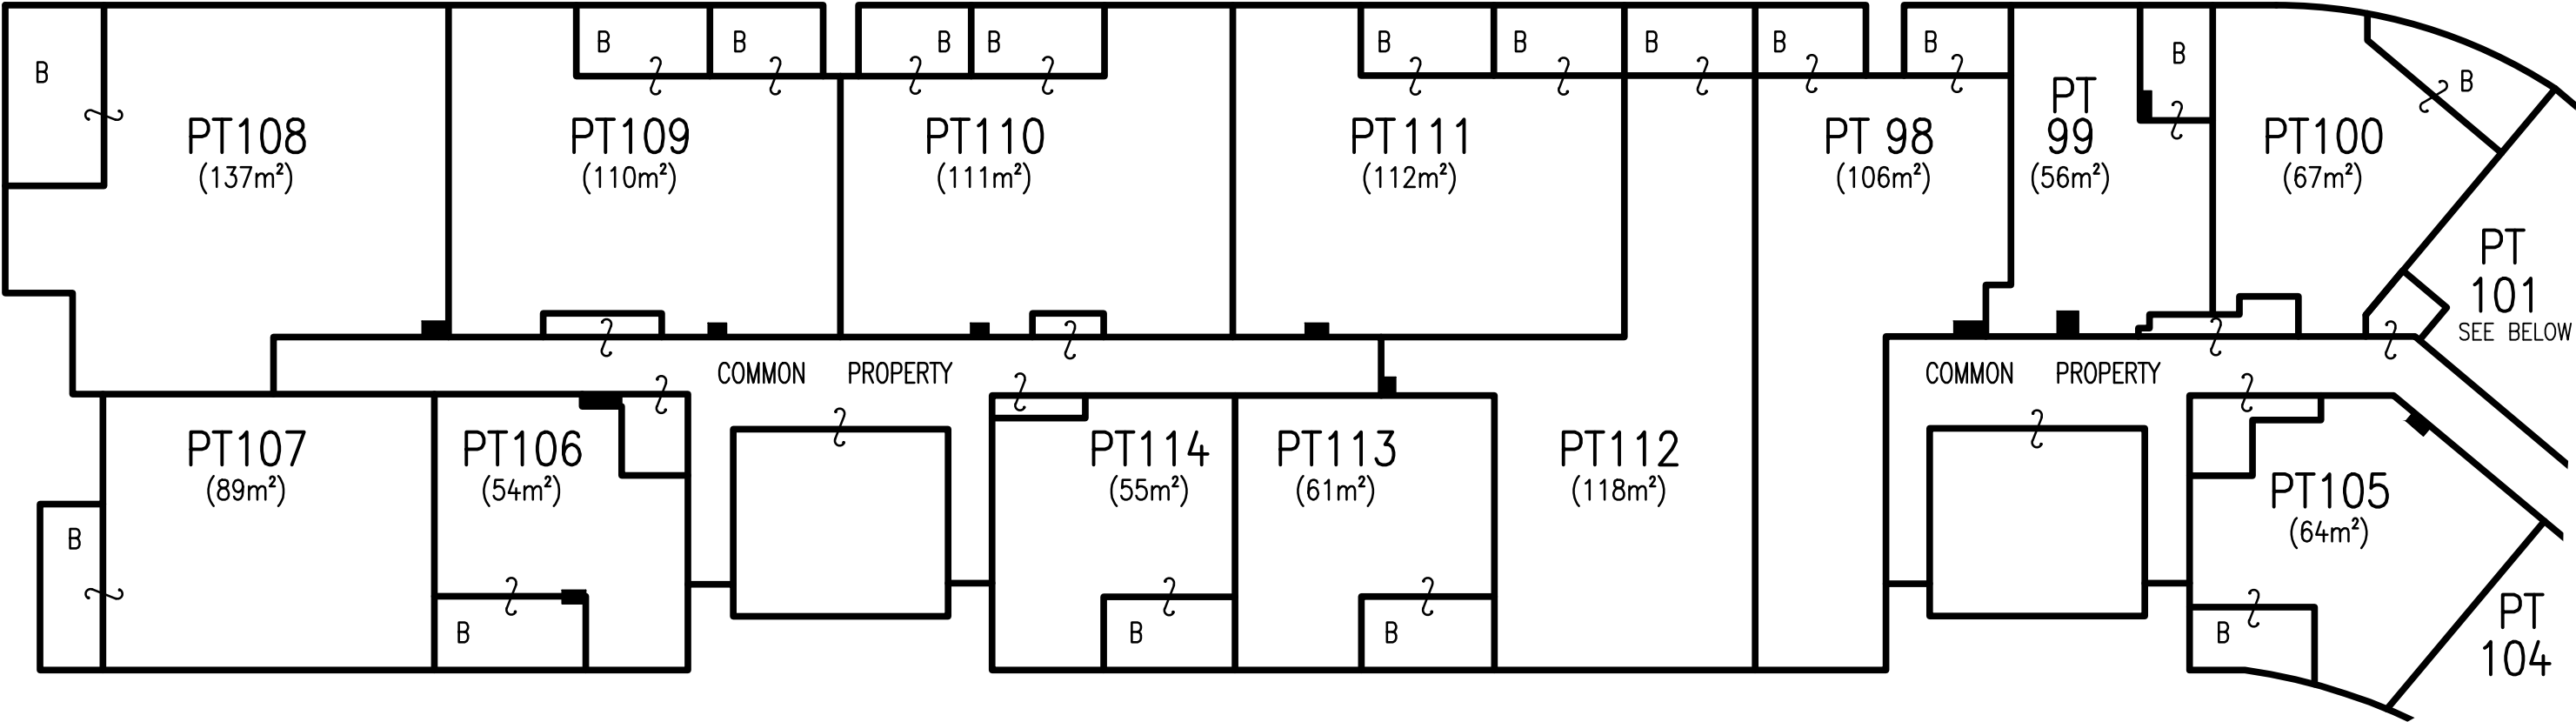 B B B B B B B B B B B B
PT108 (137m²)
PT109 (110m²)
PT110 (111m²)
PT111 (112m²)
PT 98 (106m²)
PT
99
(56m²)
PT100
(67m²)
PT
101
SEE BELOW
COMMON PROPERTY
COMMON PROPERTY
PT107
(89m²)
B
PT106
(54m²)
B
PT114
(55m²)
B
PT113
(61m²)
B
PT112
(118m²)
PT105
(64m²)
B
PT
104